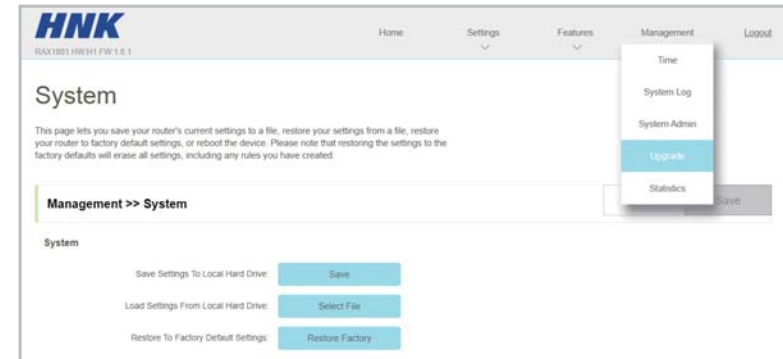 HNK
Home Settings Features Management Logout
RAX1801 HW:H1 FW:1.0.1
Time
System
System Log
This page lets you save your router's current settings to a file, restore your settings from a file, restore
your router to factory default settings, or reboot the device. Please note that restoring the settings to the
factory defaults will erase all settings, including any rules you have created
System Admin
Upgrade
Statistics
Management >> System
Save
System
Save Settings To Local Hard Drive: Save
Load Settings From Local Hard Drive: Select File
Restore To Factory Default Settings: Restore Factory